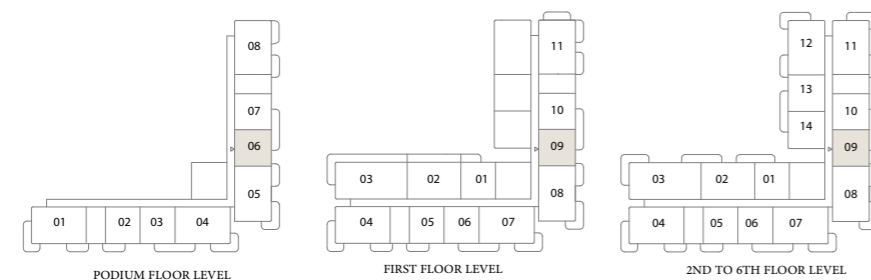 08
07
06
05
01 02 03 04
PODIUM FLOOR LEVEL
11
10
09
03 02 01
08
04 05 06 07
FIRST FLOOR LEVEL
12 11
13
10
14
09
03 02 01
08
04 05 06 07
2ND TO 6TH FLOOR LEVEL